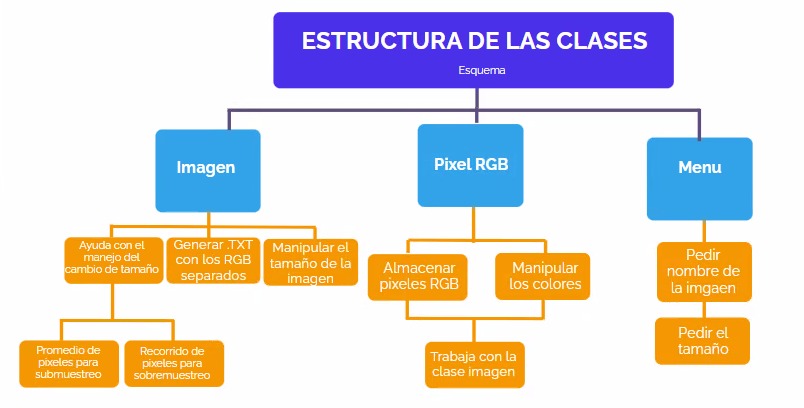 ESTRUCTURA DE LAS CLASES
Esquema
Imagen
Pixel RGB
Menu
Ayuda con el
manejo del
cambio de tamaño
Generar .TXT
con los RGB
separados
Manipular el
tamaño de la
imagen
Almacenar
pixeles RGB
Manipular
los colores
Pedir
nombre de
la imgaen
Promedio de
pixeles para
submuestreo
Recorrido de
pixeles para
sobremuestreo
Trabaja con la
clase imagen
Pedir el
tamaño